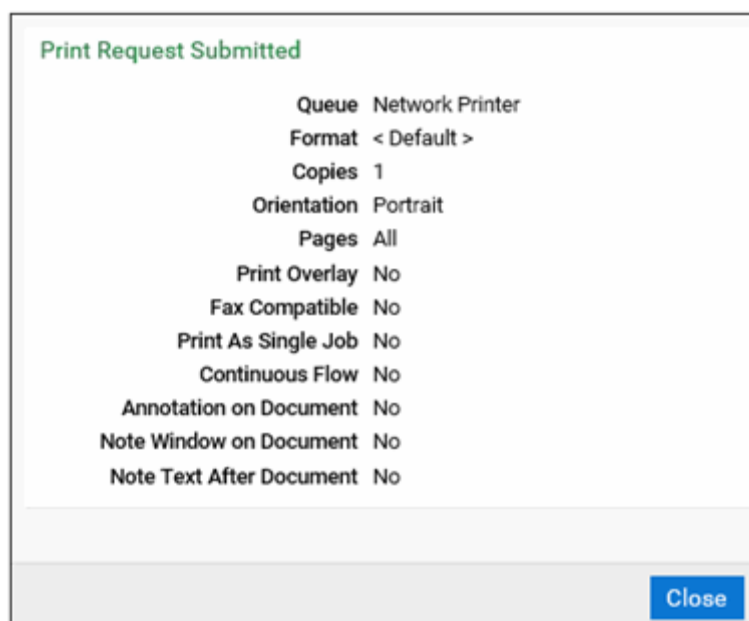 Print Request Submitted
Queue Network Printer
Format < Default >
Copies 1
Orientation Portrait
Pages All
Print Overlay No
Fax Compatible No
Print As Single Job No
Continuous Flow No
Annotation on Document No
Note Window on Document No
Note Text After Document No
Close